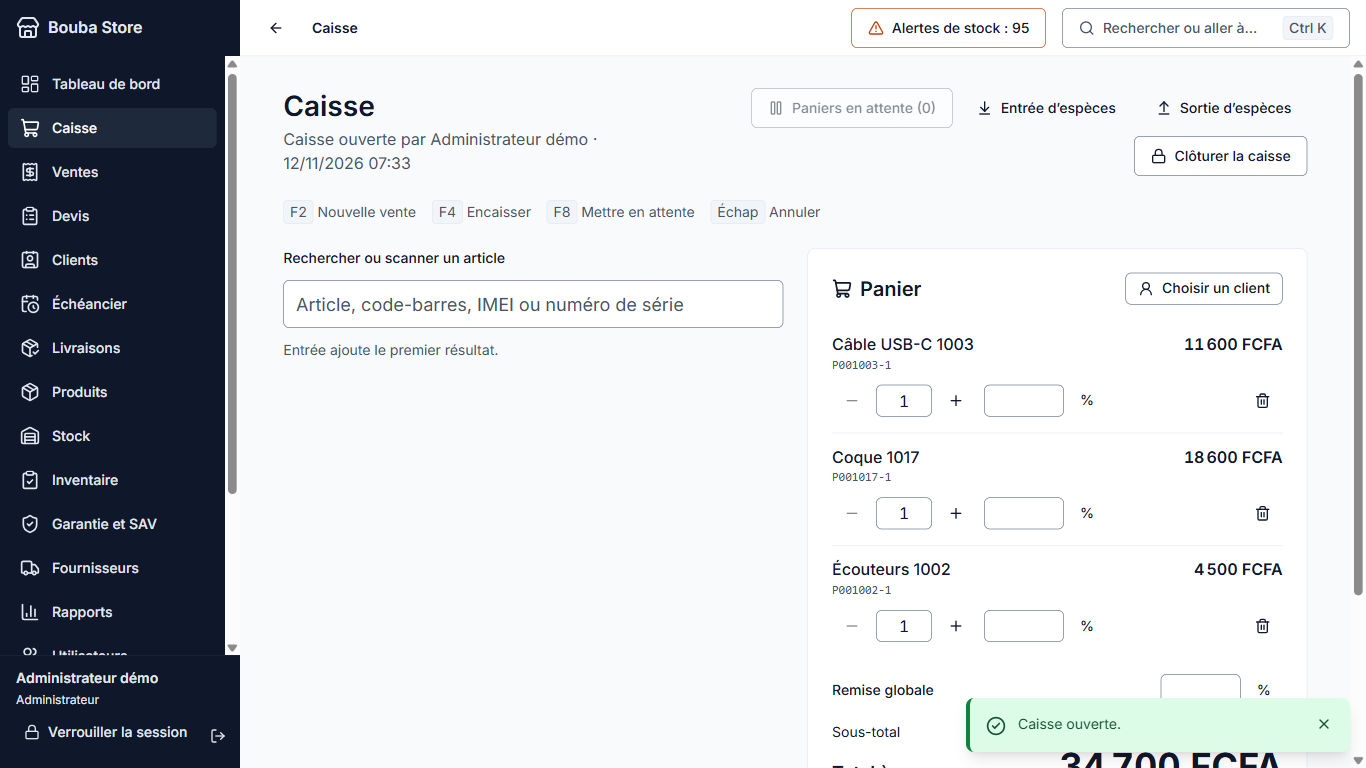 Bouba Store
Tableau de bord
Caisse
Ventes
Devis
Clients
Échéancier
Livraisons
Produits
Stock
Inventaire
Garantie et SAV
Fournisseurs
Rapports
Utilisateurs
Administrateur démo
Administrateur
Verrouiller la session
Caisse
Alertes de stock : 95
Rechercher ou aller à...
Ctrl K
Caisse
Caisse ouverte par Administrateur démo ·
12/11/2026 07:33
Paniers en attente (0)
Entrée d’espèces
Sortie d’espèces
Clôturer la caisse
F2 Nouvelle vente
F4 Encaisser
F8 Mettre en attente
Échap Annuler
Rechercher ou scanner un article
Article, code-barres, IMEI ou numéro de série
Entrée ajoute le premier résultat.
Panier
Choisir un client
Câble USB-C 1003
11 600 FCFA
P001003-1
1
%
Coque 1017
18 600 FCFA
P001017-1
1
%
Écouteurs 1002
4 500 FCFA
P001002-1
1
%
Remise globale
%
Sous-total
Caisse ouverte.
34 700 FCFA